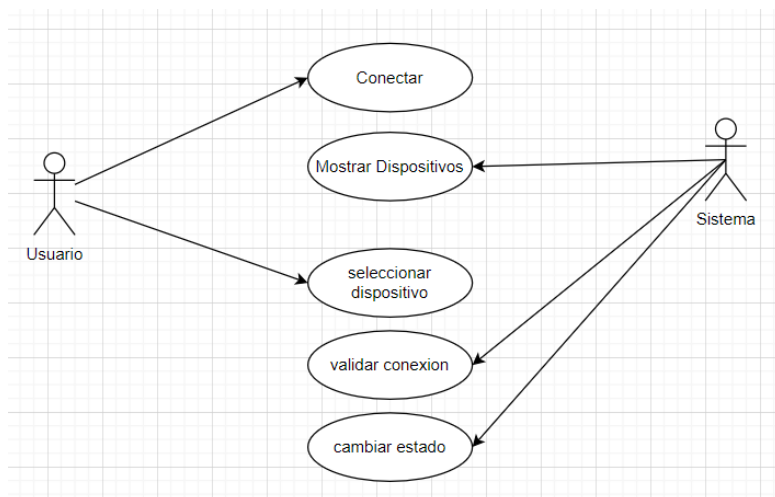 Conectar
Mostrar Dispositivos
Sistema
Usuario
seleccionar
dispositivo
validar conexion
cambiar estado